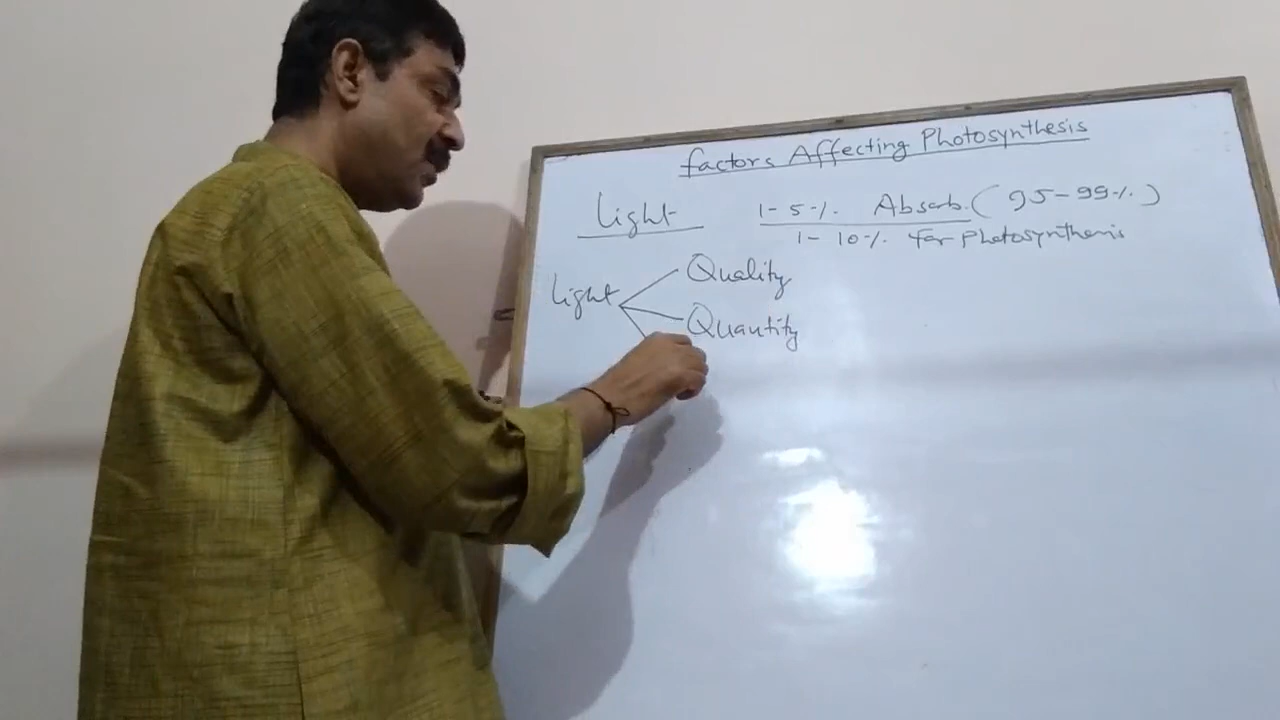 factors Affecting Photosynthesis
light
1-5-%. Absorb. (95-99%.)
1-10-% for photosynthesis
light
Quality
Quantity